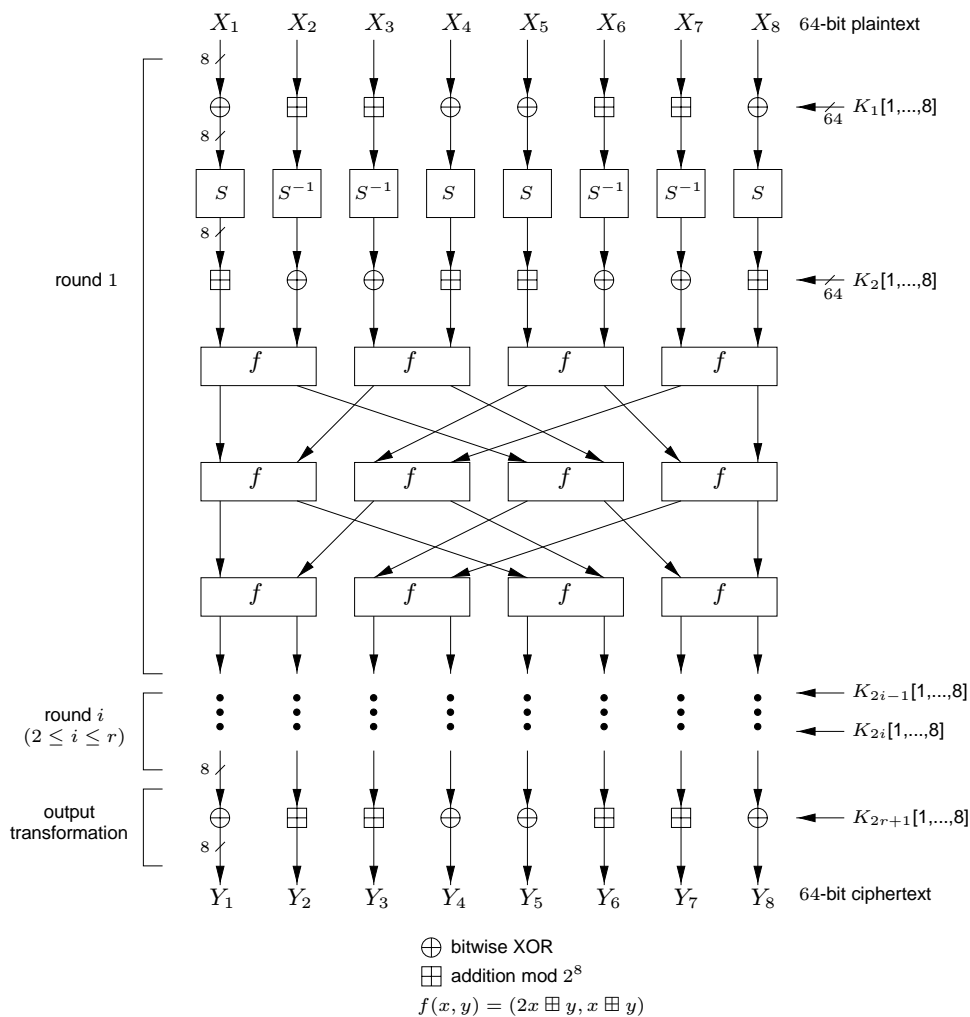 X₁ X₂ X₃ X₄ X₅ X₆ X₇ X₈ 64-bit plaintext
8
K₁[1,...,8]
64
8
S S⁻¹ S⁻¹ S S S⁻¹ S⁻¹ S
8
round 1
K₂[1,...,8]
64
f f f f
f f f f
f f f f
K₂ᵢ₋₁[1,...,8]
round i
(2 ≤ i ≤ r)
K₂ᵢ[1,...,8]
8
output
transformation
K₂ᵣ₊₁[1,...,8]
8
Y₁ Y₂ Y₃ Y₄ Y₅ Y₆ Y₇ Y₈ 64-bit ciphertext
⊕ bitwise XOR
⊞ addition mod 2⁸
f(x, y) = (2x ⊞ y, x ⊞ y)